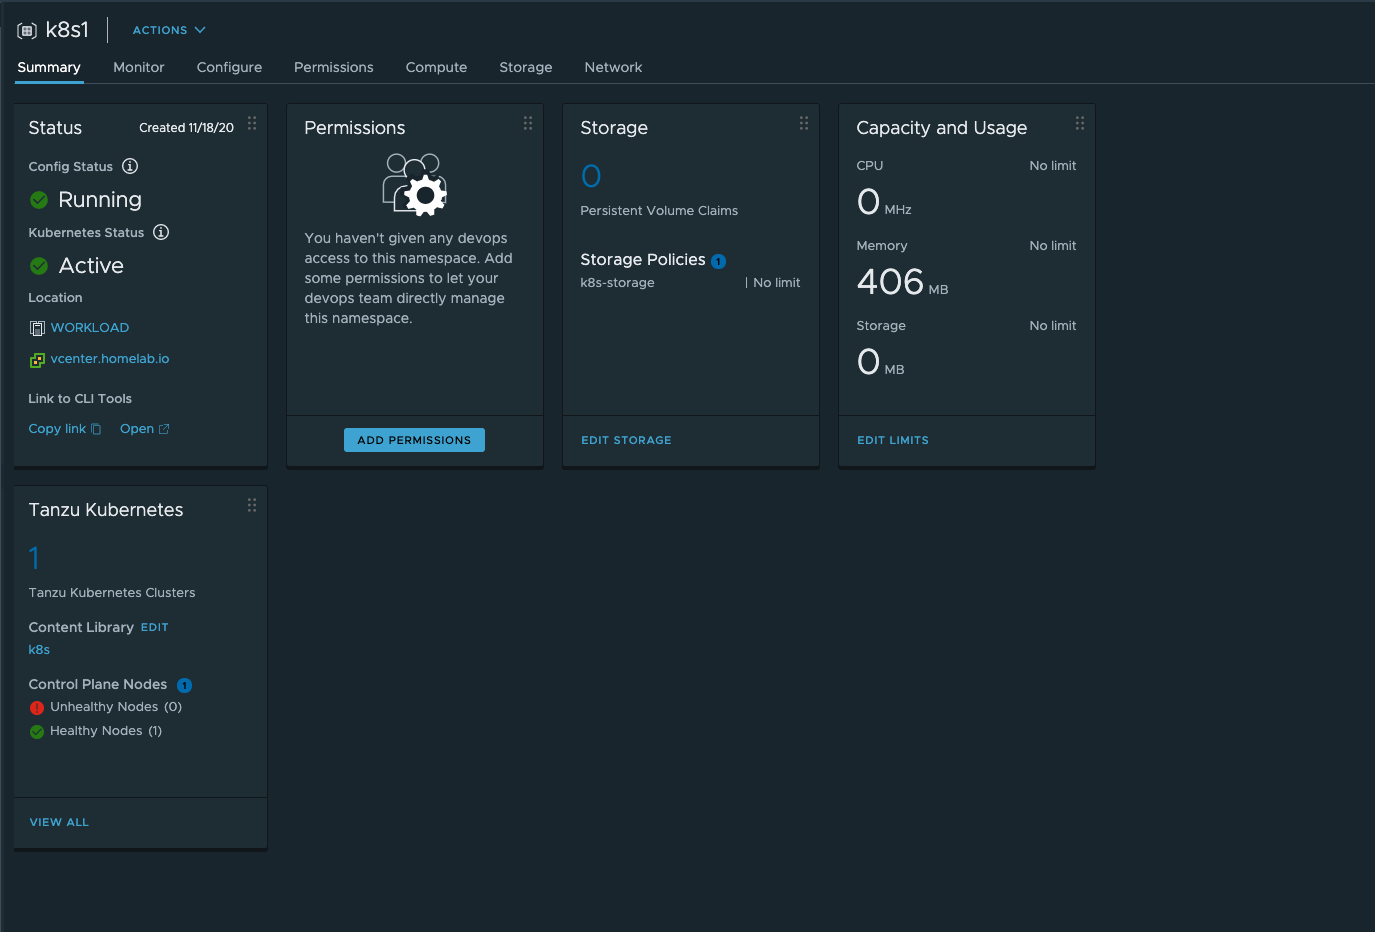 k8s1
ACTIONS
Summary Monitor Configure Permissions Compute Storage Network
Status Created 11/18/20
Config Status
Running
Kubernetes Status
Active
Location
WORKLOAD
vcenter.homelab.io
Link to CLI Tools
Copy link Open
Permissions
You haven't given any devops
access to this namespace. Add
some permissions to let your
devops team directly manage
this namespace.
ADD PERMISSIONS
Storage
0
Persistent Volume Claims
Storage Policies 1
k8s-storage | No limit
EDIT STORAGE
Capacity and Usage
CPU No limit
0 MHz
Memory No limit
406 MB
Storage No limit
0 MB
EDIT LIMITS
Tanzu Kubernetes
1
Tanzu Kubernetes Clusters
Content Library EDIT
k8s
Control Plane Nodes 1
Unhealthy Nodes (0)
Healthy Nodes (1)
VIEW ALL